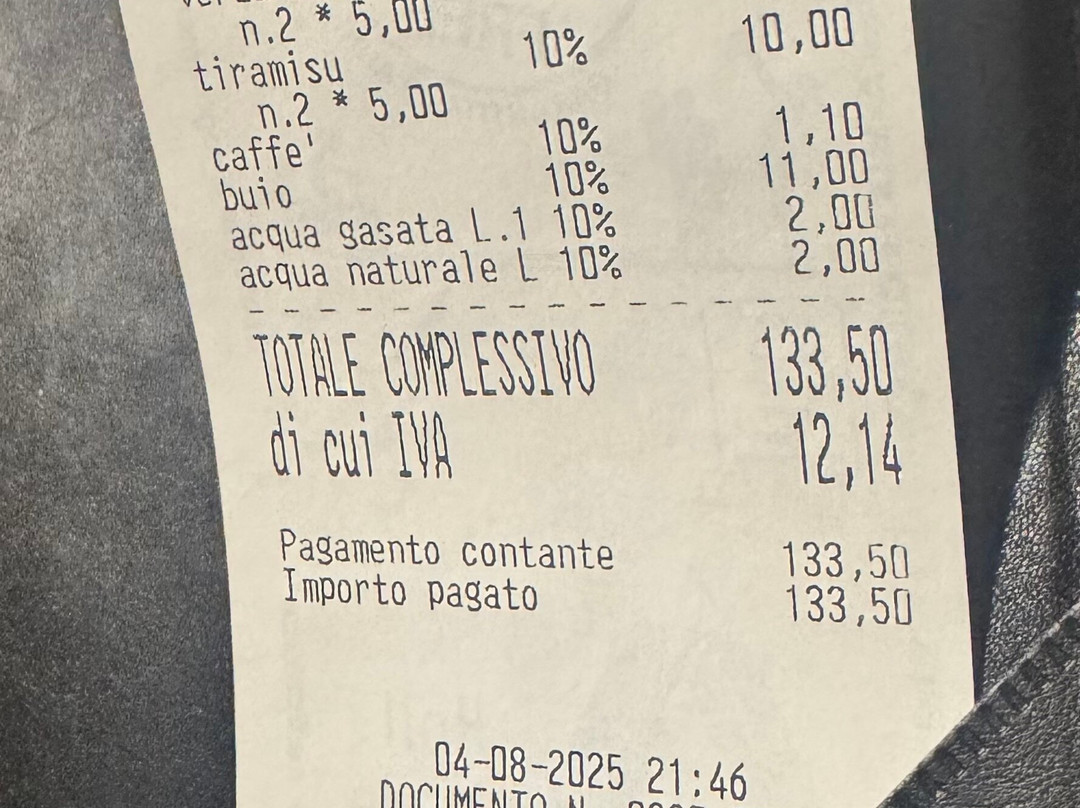 n.2 * 5,00
tiramisu 10% 10,00
n.2 * 5,00
caffe' 10% 1,10
buio 10% 11,00
acqua gasata L.1 10% 2,00
acqua naturale L 10% 2,00
TOTALE COMPLESSIVO 133,50
di cui IVA 12,14
Pagamento contante 133,50
Importo pagato 133,50
04-08-2025 21:46
DOCUMENTO N.